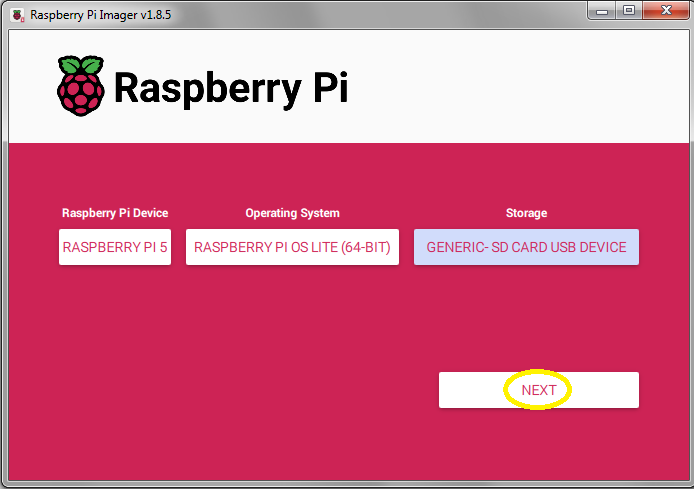 Raspberry Pi Imager v1.8.5
Raspberry Pi
Raspberry Pi Device Operating System Storage
RASPBERRY PI 5 RASPBERRY PI OS LITE (64-BIT) GENERIC- SD CARD USB DEVICE
NEXT